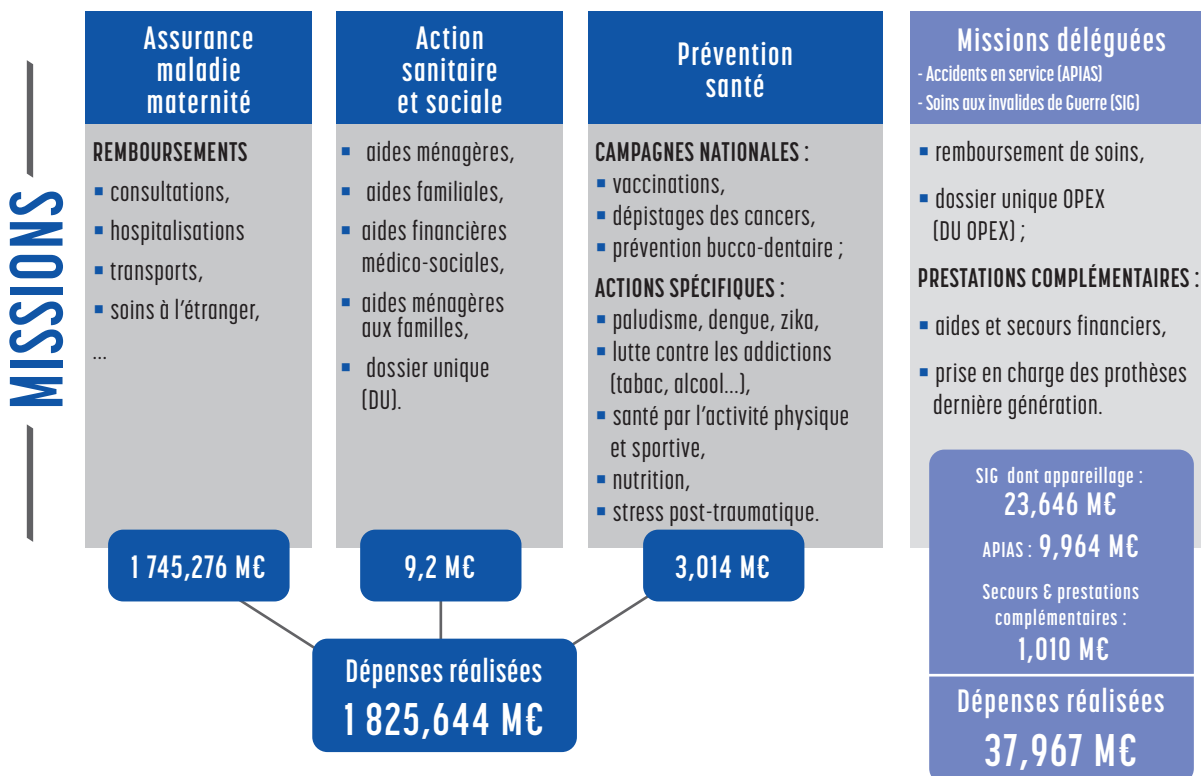 MISSIONS
Assurance
maladie
maternité
REMBOURSEMENTS
▪ consultations,
▪ hospitalisations
▪ transports,
▪ soins à l'étranger,
...
1 745,276 M€
Action
sanitaire
et sociale
▪ aides ménagères,
▪ aides familiales,
▪ aides financières
médico-sociales,
▪ aides ménagères
aux familles,
▪ dossier unique
(DU).
9,2 M€
Prévention
santé
CAMPAGNES NATIONALES :
▪ vaccinations,
▪ dépistages des cancers,
▪ prévention bucco-dentaire ;
ACTIONS SPÉCIFIQUES :
▪ paludisme, dengue, zika,
▪ lutte contre les addictions
(tabac, alcool...),
▪ santé par l'activité physique
et sportive,
▪ nutrition,
▪ stress post-traumatique.
3,014 M€
Dépenses réalisées
1 825,644 M€
Missions déléguées
- Accidents en service (APIAS)
- Soins aux invalides de Guerre (SIG)
▪ remboursement de soins,
▪ dossier unique OPEX
(DU OPEX) ;
PRESTATIONS COMPLÉMENTAIRES :
▪ aides et secours financiers,
▪ prise en charge des prothèses
dernière génération.
SIG dont appareillage :
23,646 M€
APIAS : 9,964 M€
Secours & prestations
complémentaires :
1,010 M€
Dépenses réalisées
37,967 M€